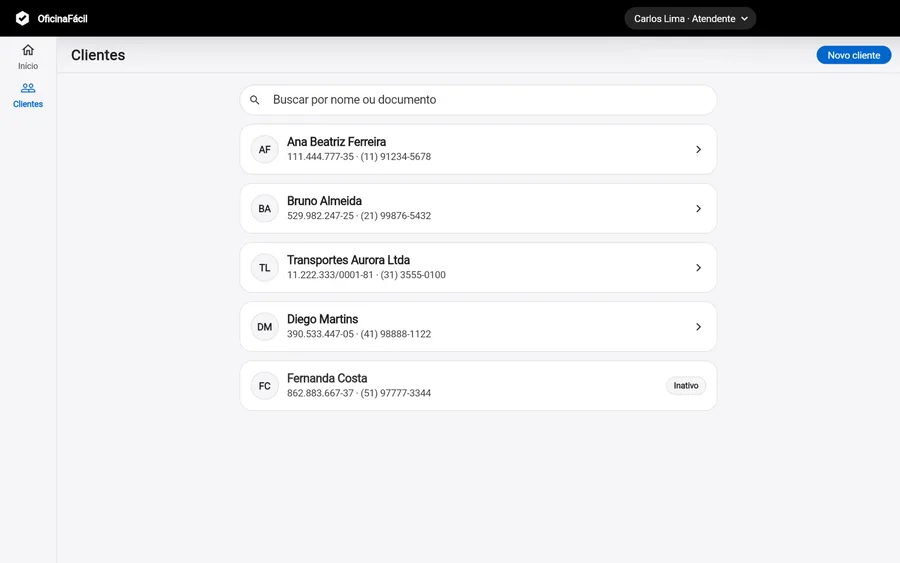 OficinaFácil
Carlos Lima · Atendente
Início
Clientes
Clientes
Novo cliente
Buscar por nome ou documento
AF
Ana Beatriz Ferreira
111.444.777-35 · (11) 91234-5678
BA
Bruno Almeida
529.982.247-25 · (21) 99876-5432
TL
Transportes Aurora Ltda
11.222.333/0001-81 · (31) 3555-0100
DM
Diego Martins
390.533.447-05 · (41) 98888-1122
FC
Fernanda Costa
862.883.667-37 · (51) 97777-3344
Inativo